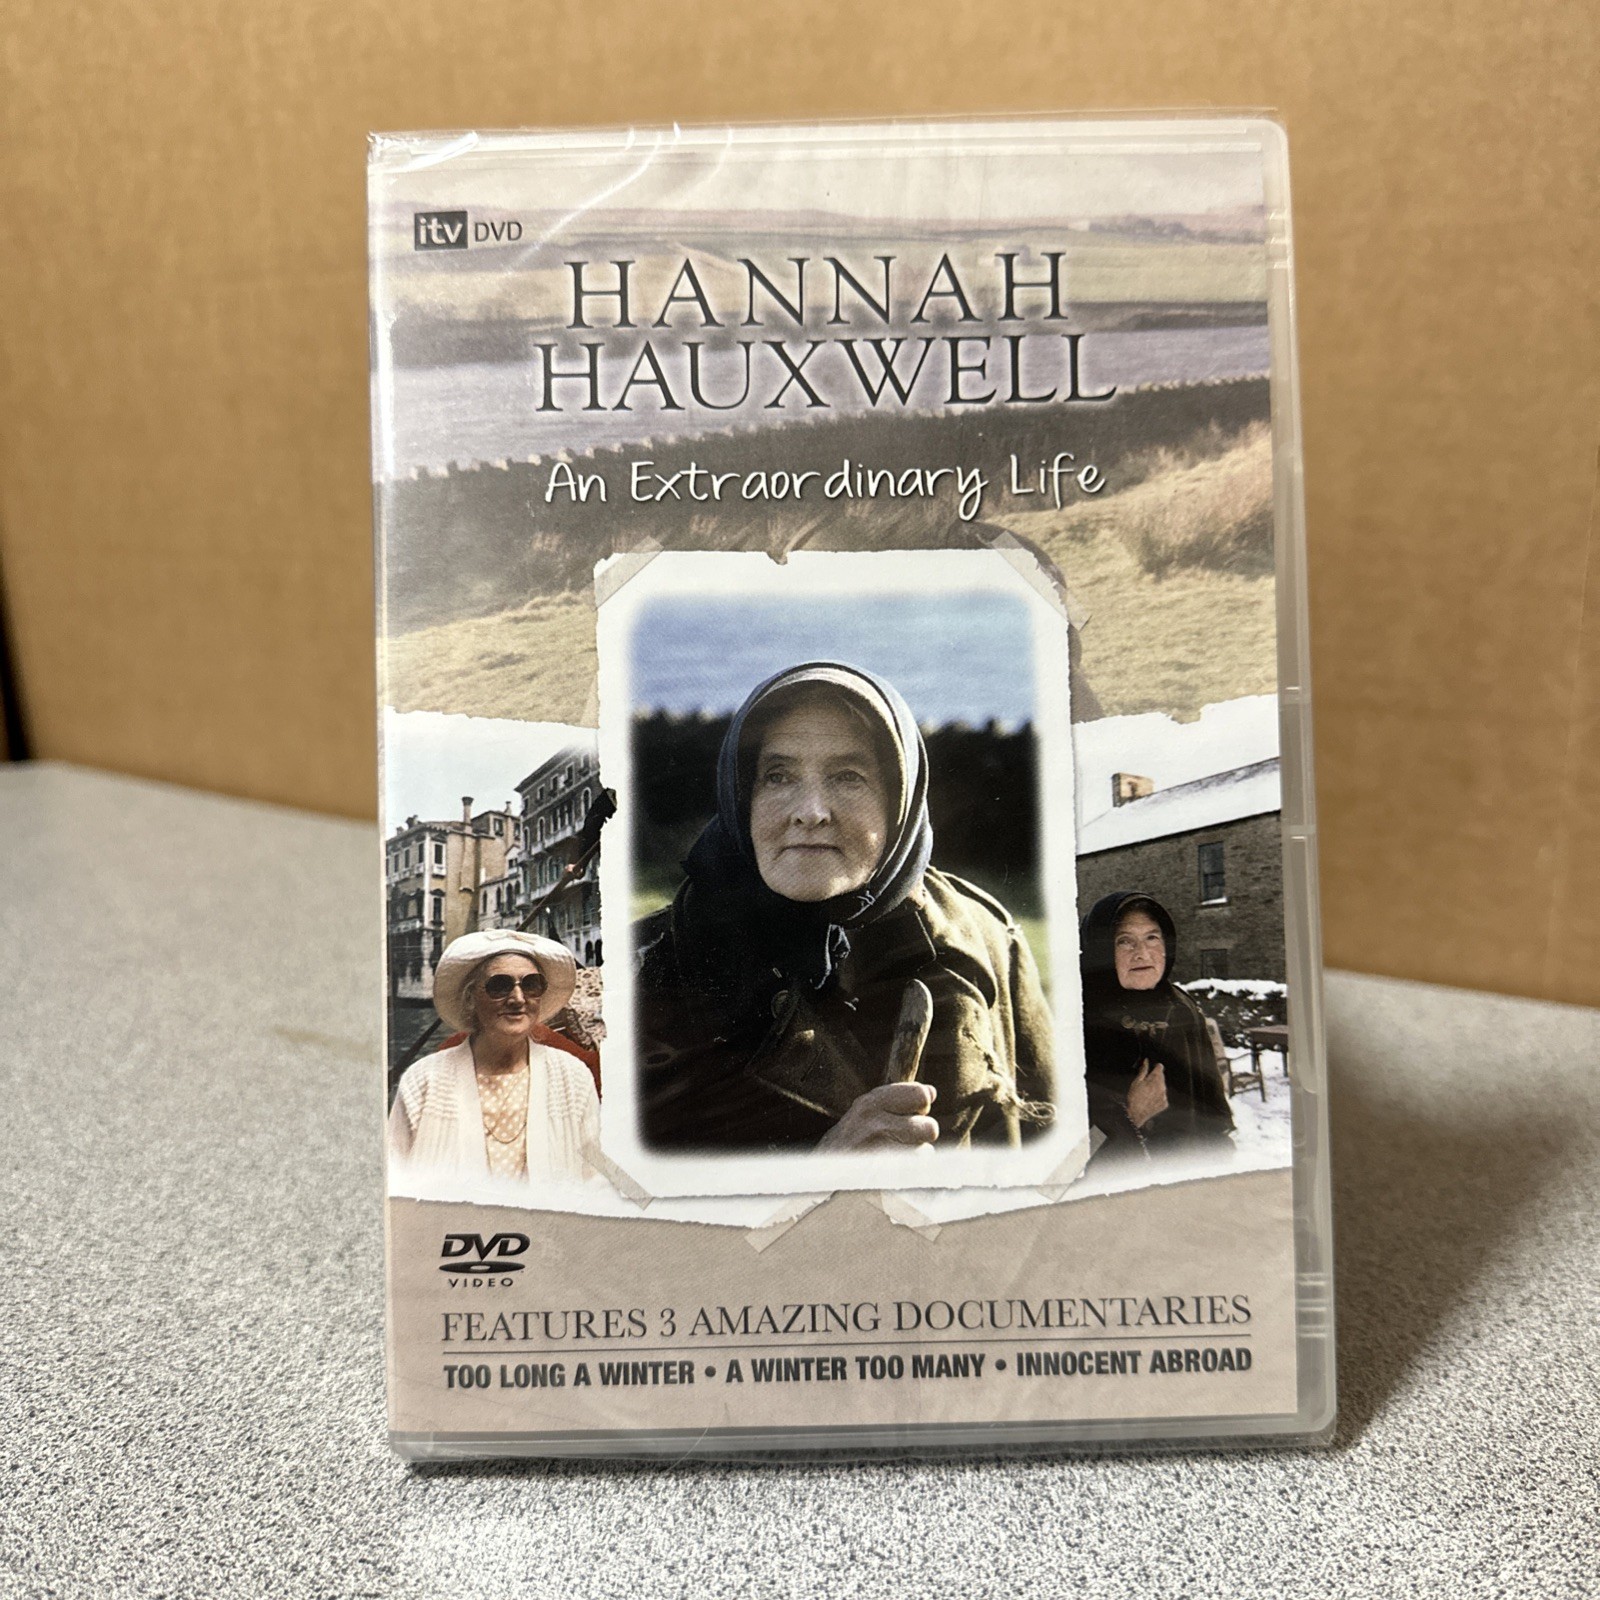 itv DVD
HANNAH
HAUXWELL
An Extraordinary Life
DVD
VIDEO
FEATURES 3 AMAZING DOCUMENTARIES
TOO LONG A WINTER • A WINTER TOO MANY • INNOCENT ABROAD